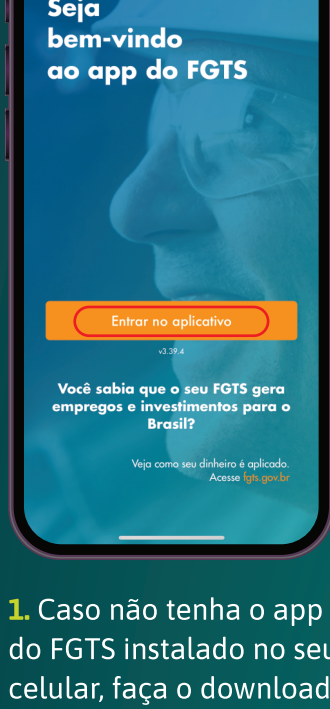 Seja
bem-vindo
ao app do FGTS
Entrar no aplicativo
v3.39.4
Você sabia que o seu FGTS gera
empregos e investimentos para o
Brasil?
Veja como seu dinheiro é aplicado.
Acesse fgts.gov.br
1. Caso não tenha o app
do FGTS instalado no seu
celular, faça o download